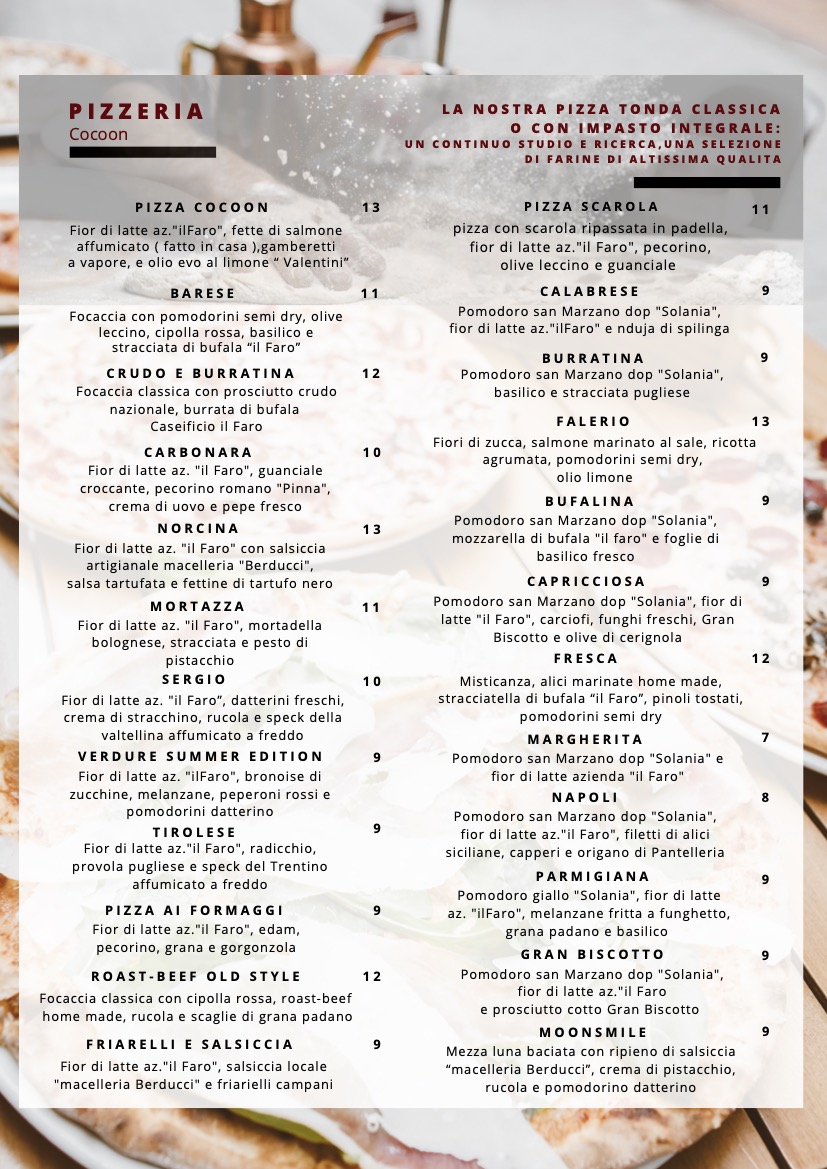 PIZZERIA
Cocoon
LA NOSTRA PIZZA TONDA CLASSICA
O CON IMPASTO INTEGRALE:
UN CONTINUO STUDIO E RICERCA,UNA SELEZIONE
DI FARINE DI ALTISSIMA QUALITA
PIZZA COCOON 13
Fior di latte az."ilFaro", fette di salmone
affumicato ( fatto in casa ),gamberetti
a vapore, e olio evo al limone “ Valentini”
BARESE 11
Focaccia con pomodorini semi dry, olive
leccino, cipolla rossa, basilico e
stracciata di bufala “il Faro”
CRUDO E BURRATINA 12
Focaccia classica con prosciutto crudo
nazionale, burrata di bufala
Caseificio il Faro
CARBONARA 10
Fior di latte az. "il Faro", guanciale
croccante, pecorino romano "Pinna",
crema di uovo e pepe fresco
NORCINA 13
Fior di latte az. "il Faro" con salsiccia
artigianale macelleria "Berducci",
salsa tartufata e fettine di tartufo nero
MORTAZZA 11
Fior di latte az. "il Faro", mortadella
bolognese, stracciata e pesto di
pistacchio
SERGIO 10
Fior di latte az. "il Faro”, datterini freschi,
crema di stracchino, rucola e speck della
valtellina affumicato a freddo
VERDURE SUMMER EDITION 9
Fior di latte az. "ilFaro", bronoise di
zucchine, melanzane, peperoni rossi e
pomodorini datterino
TIROLESE 9
Fior di latte az."il Faro", radicchio,
provola pugliese e speck del Trentino
affumicato a freddo
PIZZA AI FORMAGGI 9
Fior di latte az."il Faro", edam,
pecorino, grana e gorgonzola
ROAST-BEEF OLD STYLE 12
Focaccia classica con cipolla rossa, roast-beef
home made, rucola e scaglie di grana padano
FRIARELLI E SALSICCIA 9
Fior di latte az."il Faro", salsiccia locale
"macelleria Berducci" e friarielli campani
PIZZA SCAROLA 11
pizza con scarola ripassata in padella,
fior di latte az."il Faro", pecorino,
olive leccino e guanciale
CALABRESE 9
Pomodoro san Marzano dop "Solania",
fior di latte az."ilFaro" e nduja di spilinga
BURRATINA 9
Pomodoro san Marzano dop "Solania",
basilico e stracciata pugliese
FALERIO 13
Fiori di zucca, salmone marinato al sale, ricotta
agrumata, pomodorini semi dry,
olio limone
BUFALINA 9
Pomodoro san Marzano dop "Solania",
mozzarella di bufala "il faro" e foglie di
basilico fresco
CAPRICCIOSA 9
Pomodoro san Marzano dop "Solania", fior di
latte "il Faro", carciofi, funghi freschi, Gran
Biscotto e olive di cerignola
FRESCA 12
Misticanza, alici marinate home made,
stracciatella di bufala “il Faro”, pinoli tostati,
pomodorini semi dry
MARGHERITA 7
Pomodoro san Marzano dop "Solania" e
fior di latte azienda "il Faro"
NAPOLI 8
Pomodoro san Marzano dop "Solania",
fior di latte az."il Faro", filetti di alici
siciliane, capperi e origano di Pantelleria
PARMIGIANA 9
Pomodoro giallo "Solania", fior di latte
az. "ilFaro", melanzane fritta a funghetto,
grana padano e basilico
GRAN BISCOTTO 9
Pomodoro san Marzano dop "Solania",
fior di latte az."il Faro
e prosciutto cotto Gran Biscotto
MOONSMILE 9
Mezza luna baciata con ripieno di salsiccia
“macelleria Berducci”, crema di pistacchio,
rucola e pomodorino datterino